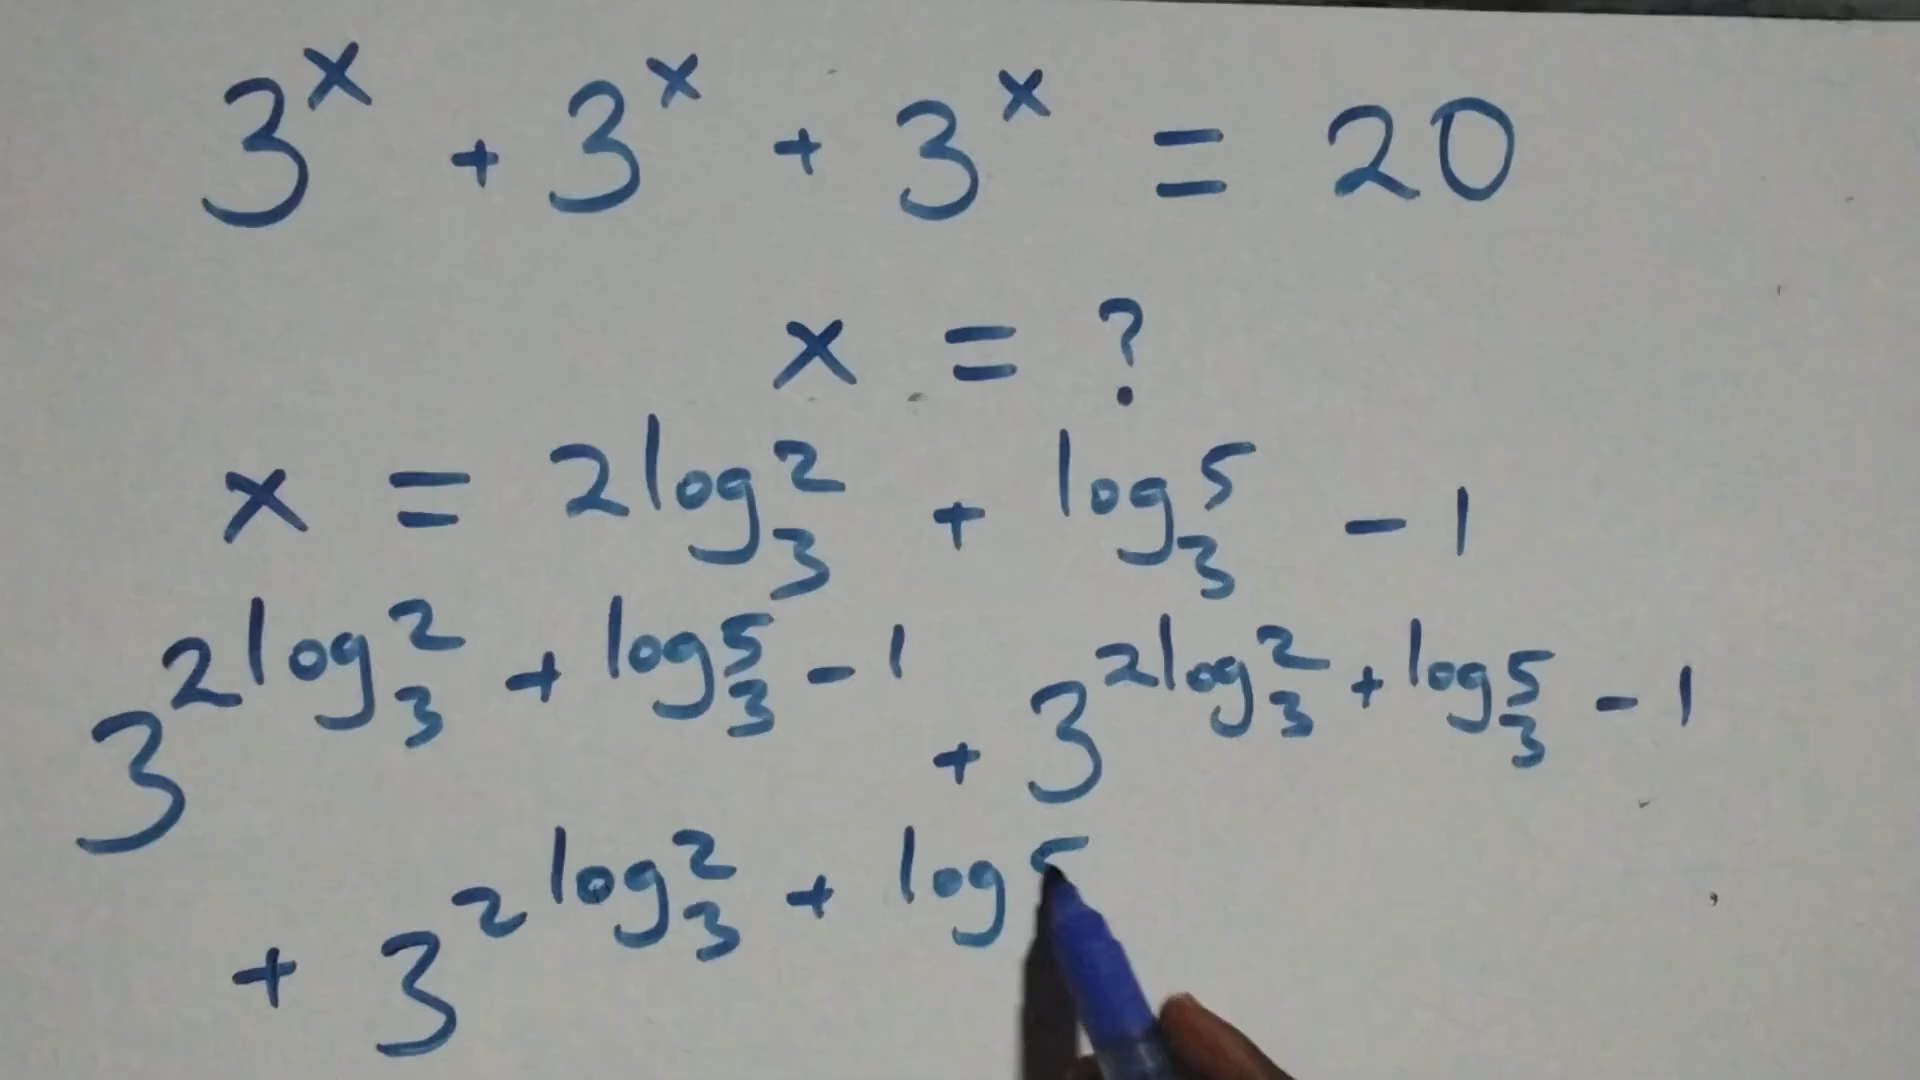 3^x + 3^x + 3^x = 20
x = ?
x = 2log_3^2 + log_3^5 - 1
3^{2log_3^2 + log_3^5 - 1} + 3^{2log_3^2 + log_3^5 - 1}
+ 3^{2log_3^2 + log^5}